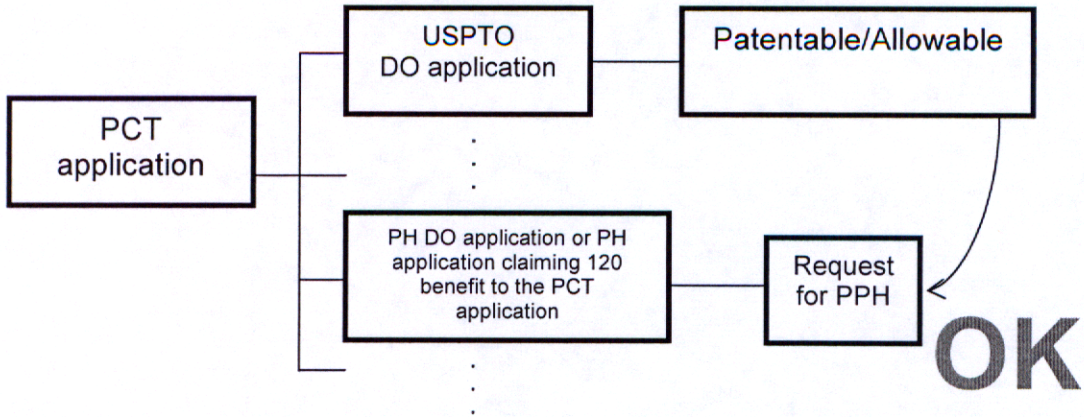 USPTO
DO application
Patentable/Allowable
PCT
application
PH DO application or PH
application claiming 120
benefit to the PCT
application
Request
for PPH
OK